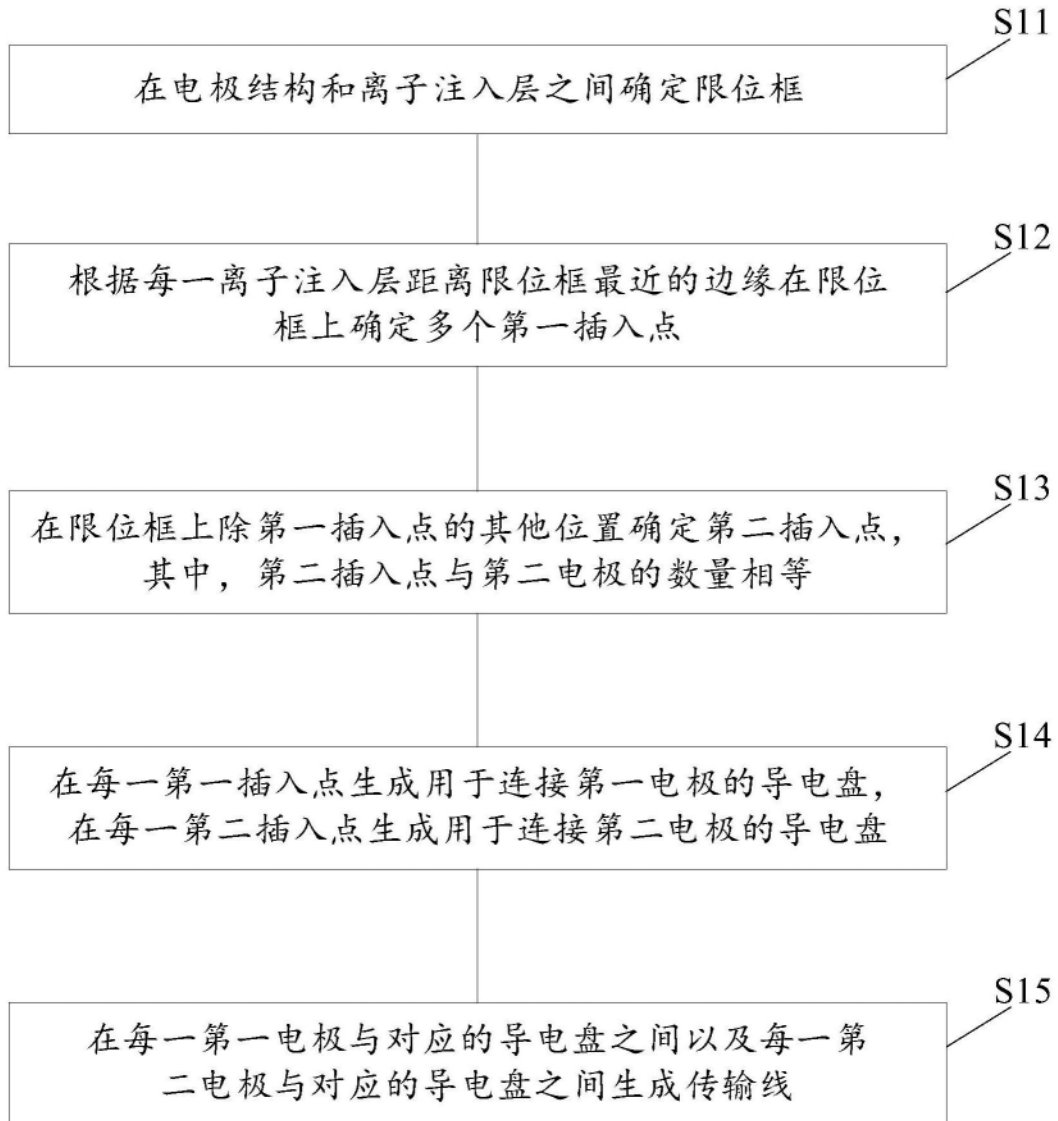 S11
在电极结构和离子注入层之间确定限位框
S12
根据每一离子注入层距离限位框最近的边缘在限位
框上确定多个第一插入点
S13
在限位框上除第一插入点的其他位置确定第二插入点，
其中，第二插入点与第二电极的数量相等
S14
在每一第一插入点生成用于连接第一电极的导电盘，
在每一第二插入点生成用于连接第二电极的导电盘
S15
在每一第一电极与对应的导电盘之间以及每一第
二电极与对应的导电盘之间生成传输线